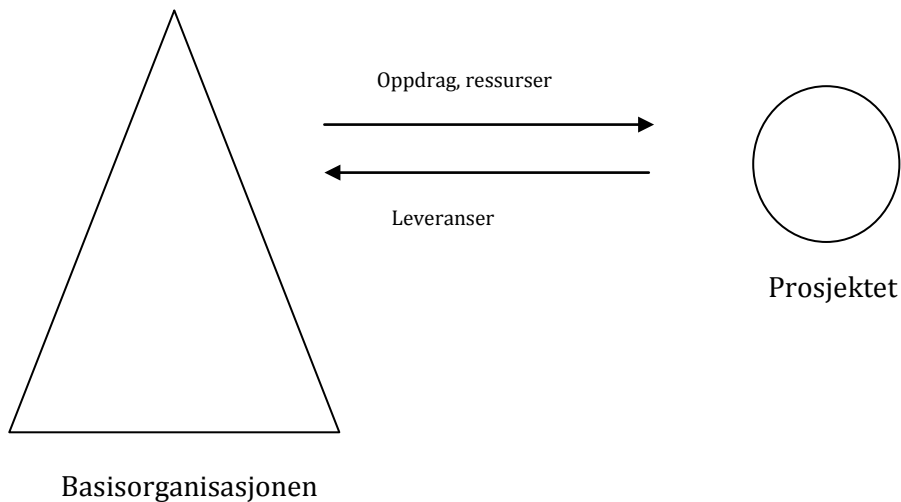 Oppdrag, ressurser
Leveranser
Prosjektet
Basisorganisasjonen